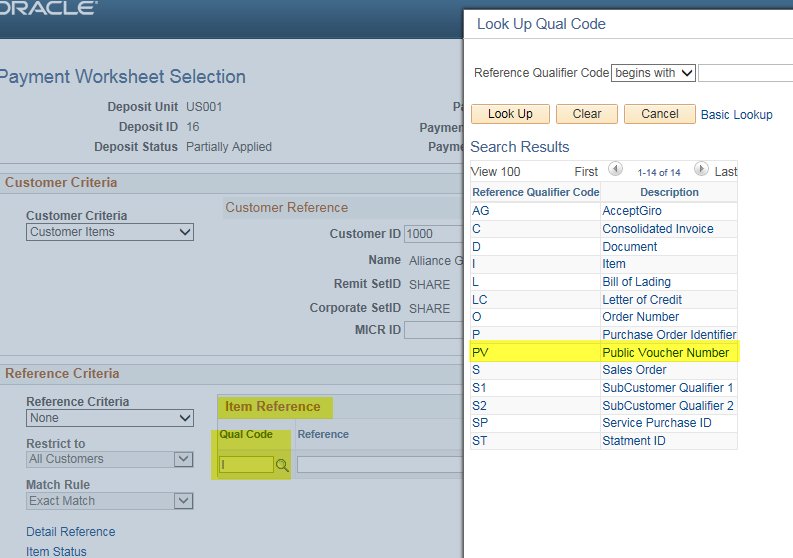 ORACLE
Payment Worksheet Selection
Deposit Unit US001
Deposit ID 16
Payment
Deposit Status Partially Applied
Customer Criteria
Customer Criteria
Customer Items
Customer Reference
Customer ID 1000
Name Alliance G
Remit SetID SHARE
Corporate SetID SHARE
MICR ID
Reference Criteria
Reference Criteria
None
Restrict to
All Customers
Match Rule
Exact Match
Detail Reference
Item Status
Item Reference
Qual Code Reference
I
Look Up Qual Code
Reference Qualifier Code begins with
Look Up Clear Cancel Basic Lookup
Search Results
View 100 First 1-14 of 14 Last
Reference Qualifier Code Description
AG AcceptGiro
C Consolidated Invoice
D Document
I Item
L Bill of Lading
LC Letter of Credit
O Order Number
P Purchase Order Identifier
PV Public Voucher Number
S Sales Order
S1 SubCustomer Qualifier 1
S2 SubCustomer Qualifier 2
SP Service Purchase ID
ST Statment ID